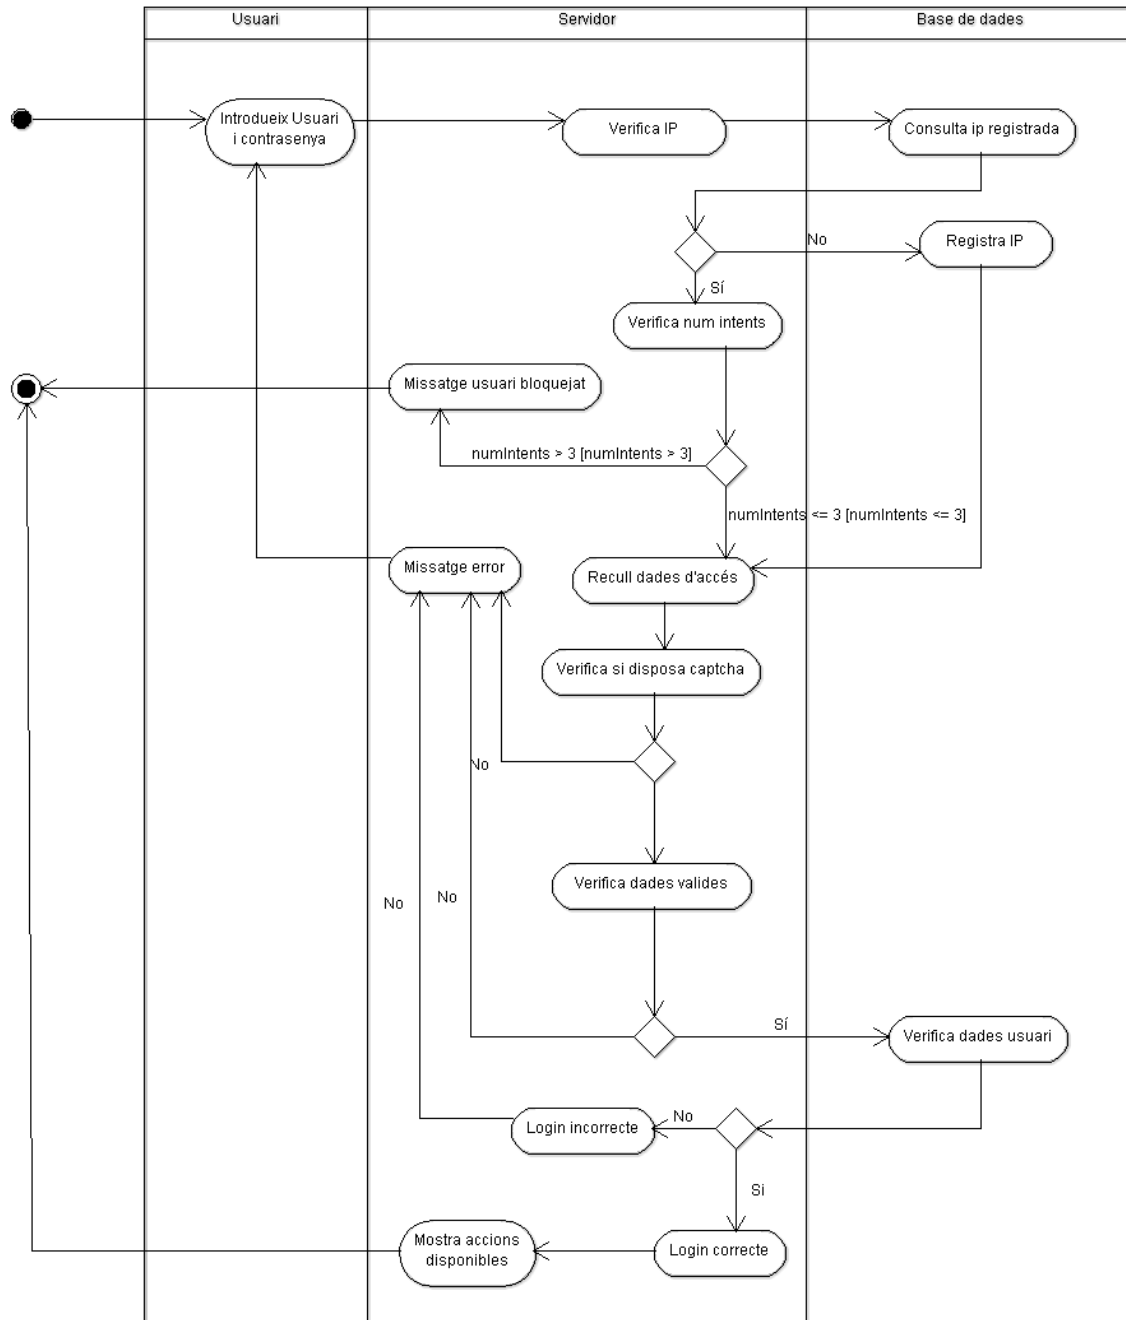 Usuari
Servidor
Base de dades
Introdueix Usuari
i contrasenya
Verifica IP
Consulta ip registrada
No
Registra IP
Sí
Verifica num intents
Missatge usuari bloquejat
numIntents > 3 [numIntents > 3]
numIntents <= 3 [numIntents <= 3]
Missatge error
Recull dades d'accés
Verifica si disposa captcha
No
Verifica dades valides
No
No
Sí
Verifica dades usuari
No
Login incorrecte
Si
Mostra accions
disponibles
Login correcte